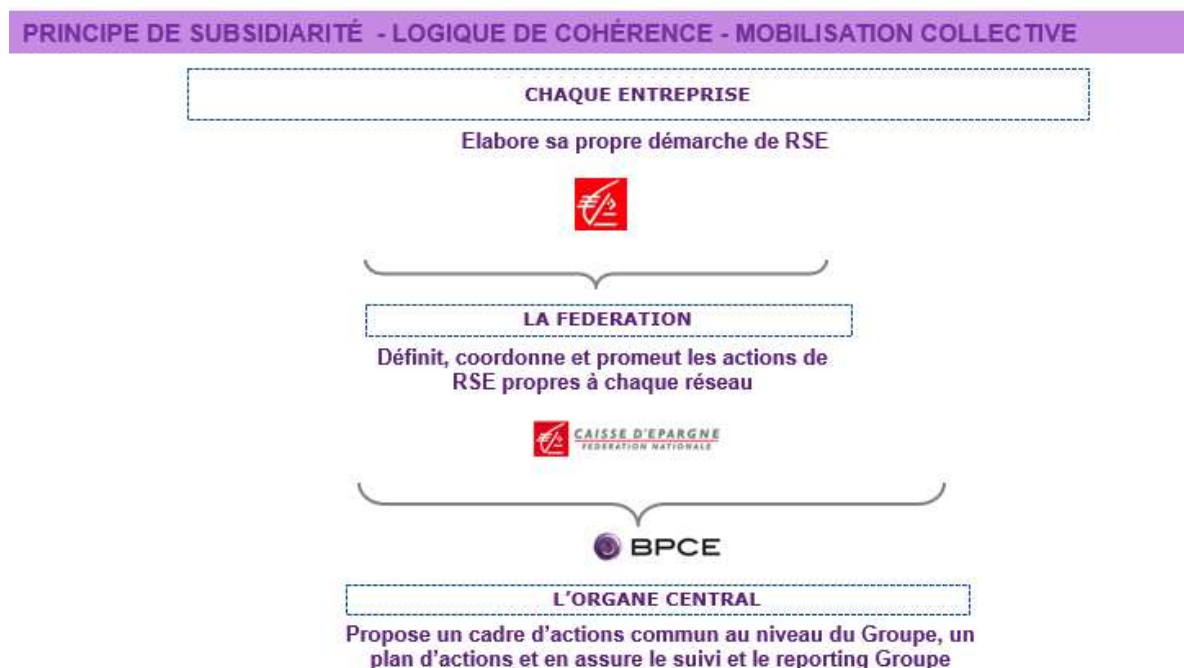 PRINCIPE DE SUBSIDIARITÉ - LOGIQUE DE COHÉRENCE - MOBILISATION COLLECTIVE
CHAQUE ENTREPRISE
Elabore sa propre démarche de RSE
LA FEDERATION
Définit, coordonne et promeut les actions de
RSE propres à chaque réseau
CAISSE D'EPARGNE
FEDERATION NATIONALE
BPCE
L'ORGANE CENTRAL
Propose un cadre d'actions commun au niveau du Groupe, un
plan d'actions et en assure le suivi et le reporting Groupe